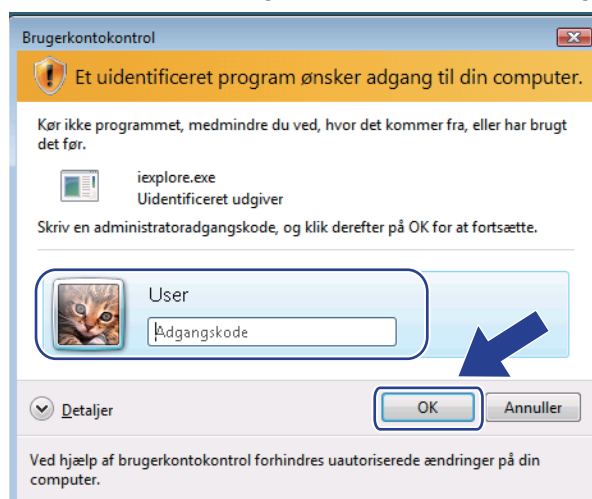 Brugerkontokontrol
Et uidentificeret program ønsker adgang til din computer.
Kør ikke programmet, medmindre du ved, hvor det kommer fra, eller har brugt
det før.
iexplore.exe
Uidentificeret udgiver
Skriv en administratoradgangskode, og klik derefter på OK for at fortsætte.
User
Adgangskode
Detaljer
OK
Annuller
Ved hjælp af brugerkontokontrol forhindres uautoriserede ændringer på din
computer.